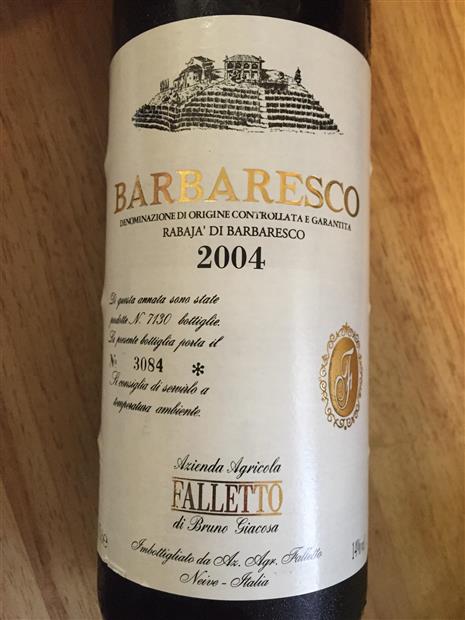 BARBARESCO
DENOMINAZIONE DI ORIGINE CONTROLLATA E GARANTITA
RABAJA' DI BARBARESCO
2004
Di questa annata sono state
prodotte N. 7130 bottiglie.
La presente bottiglia porta il
N° 3084 *
Si consiglia di servirlo a
temperatura ambiente.
F
Azienda Agricola
FALLETTO
di Bruno Giacosa
Imbottigliato da Az. Agr. Falletto
Neive - Italia
14%